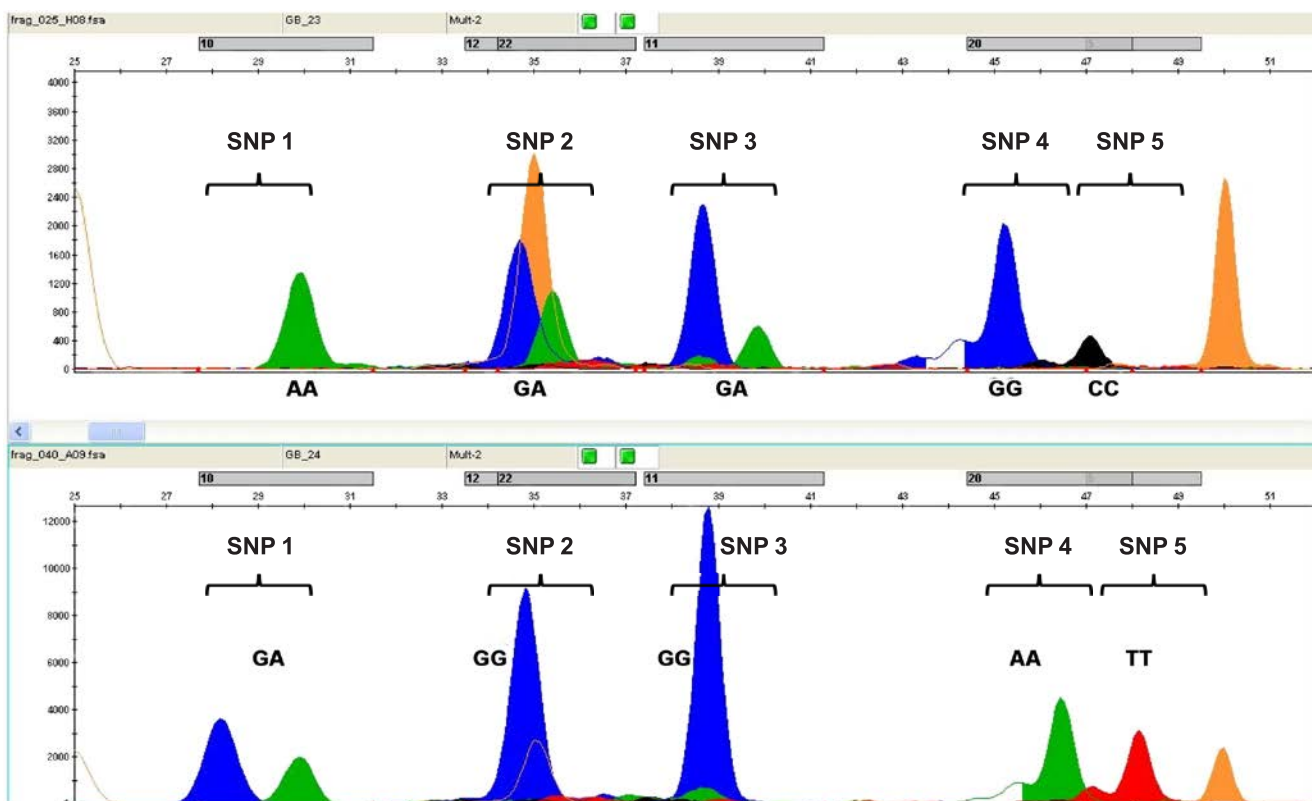 frag_025_H08.fsa GB_23 Mult-2
10 12 22 11 20
25 27 29 31 33 35 37 39 41 43 45 47 43 51
4000
3600
3200
2800
2400
2000
1600
1200
800
400
0
SNP 1 SNP 2 SNP 3 SNP 4 SNP 5
AA GA GA GG CC
frag_040_A09.fsa GB_24 Mult-2
10 12 22 11 20
25 27 29 31 33 35 37 39 41 43 45 47 43 51
12000
10000
8000
6000
4000
2000
SNP 1 SNP 2 SNP 3 SNP 4 SNP 5
GA GG GG AA TT